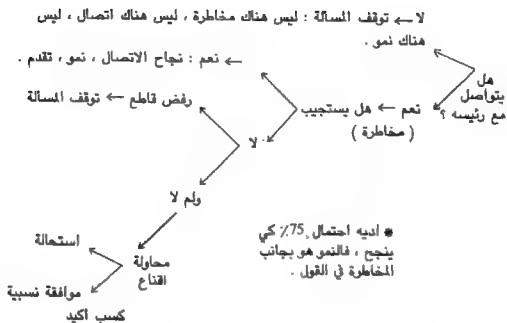 لا ← توقف المسألة : ليس هناك مخاطرة ، ليس هناك اتصال ، ليس
هناك نمو .
← نعم : نجاح الاتصال ، نمو ، تقدم .
هل
يتواصل
مع رئيسه ؟
نعم ← هل يستجيب
( مخاطرة )
رفض قاطع ← توقف المسألة
لا
ولم لا
محاولة
اقناع
استحالة
موافقة نسبية
كسب اكيد
● لديه احتمال 75٪ كي
ينجح ، فالنمو هو بجانب
المخاطرة في القول .